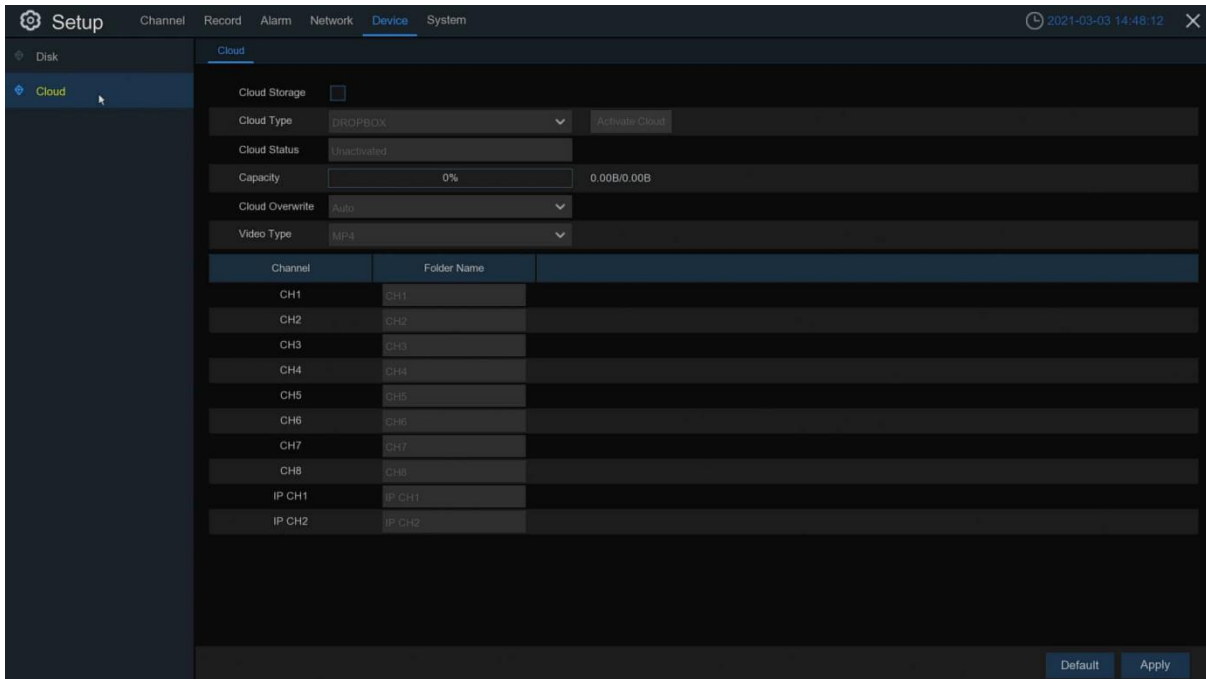 Setup Channel Record Alarm Network Device System 2021-03-03 14:48:12
Disk
Cloud
Cloud
Cloud Storage
Cloud Type DROPBOX Activate Cloud
Cloud Status Unactivated
Capacity 0% 0.00B/0.00B
Cloud Overwrite Auto
Video Type MP4
Channel Folder Name
CH1 CH1
CH2 CH2
CH3 CH3
CH4 CH4
CH5 CH5
CH6 CH6
CH7 CH7
CH8 CH8
IP CH1 IP CH1
IP CH2 IP CH2
Default Apply